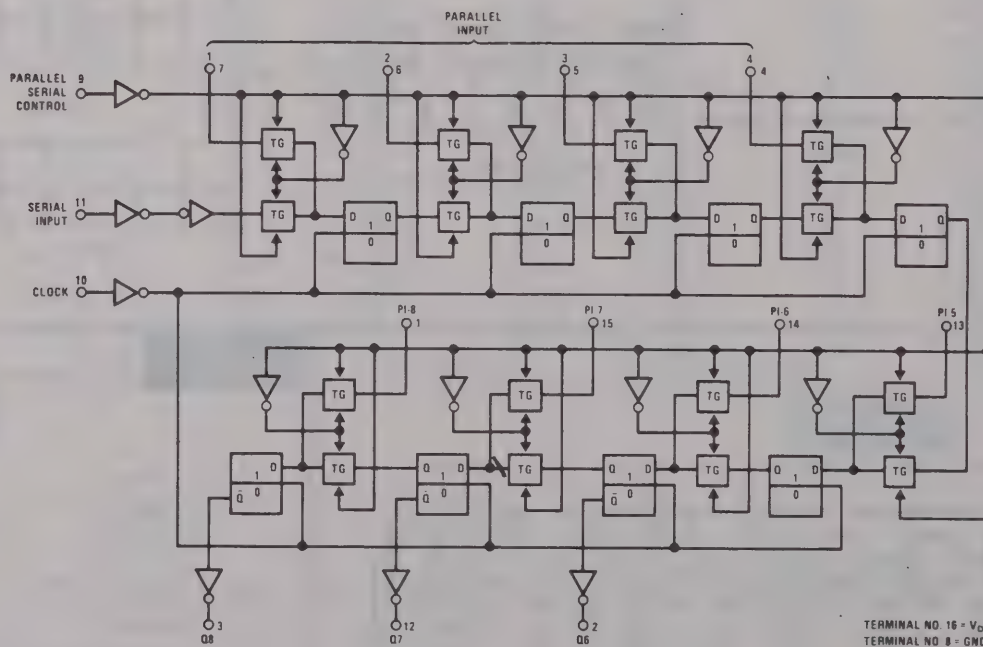 PARALLEL
INPUT
1 2 3 4
7 6 5 4
PARALLEL
SERIAL
CONTROL
9
TG TG TG TG
SERIAL
INPUT
11
TG TG TG TG
D 1 Q
0
D 1 Q
0
D 1 Q
0
D 1 Q
0
CLOCK
10
PI-8 PI-7 PI-6 PI 5
1 15 14 13
TG TG TG TG
D 1
0
Q̄
TG
Q D
1
0
Q̄
TG
Q D
1
0
Q̄
TG
Q D
1
0
TG
3 12 2
Q8 Q7 Q6
TERMINAL NO. 16 =
TERMINAL NO 8 = GND